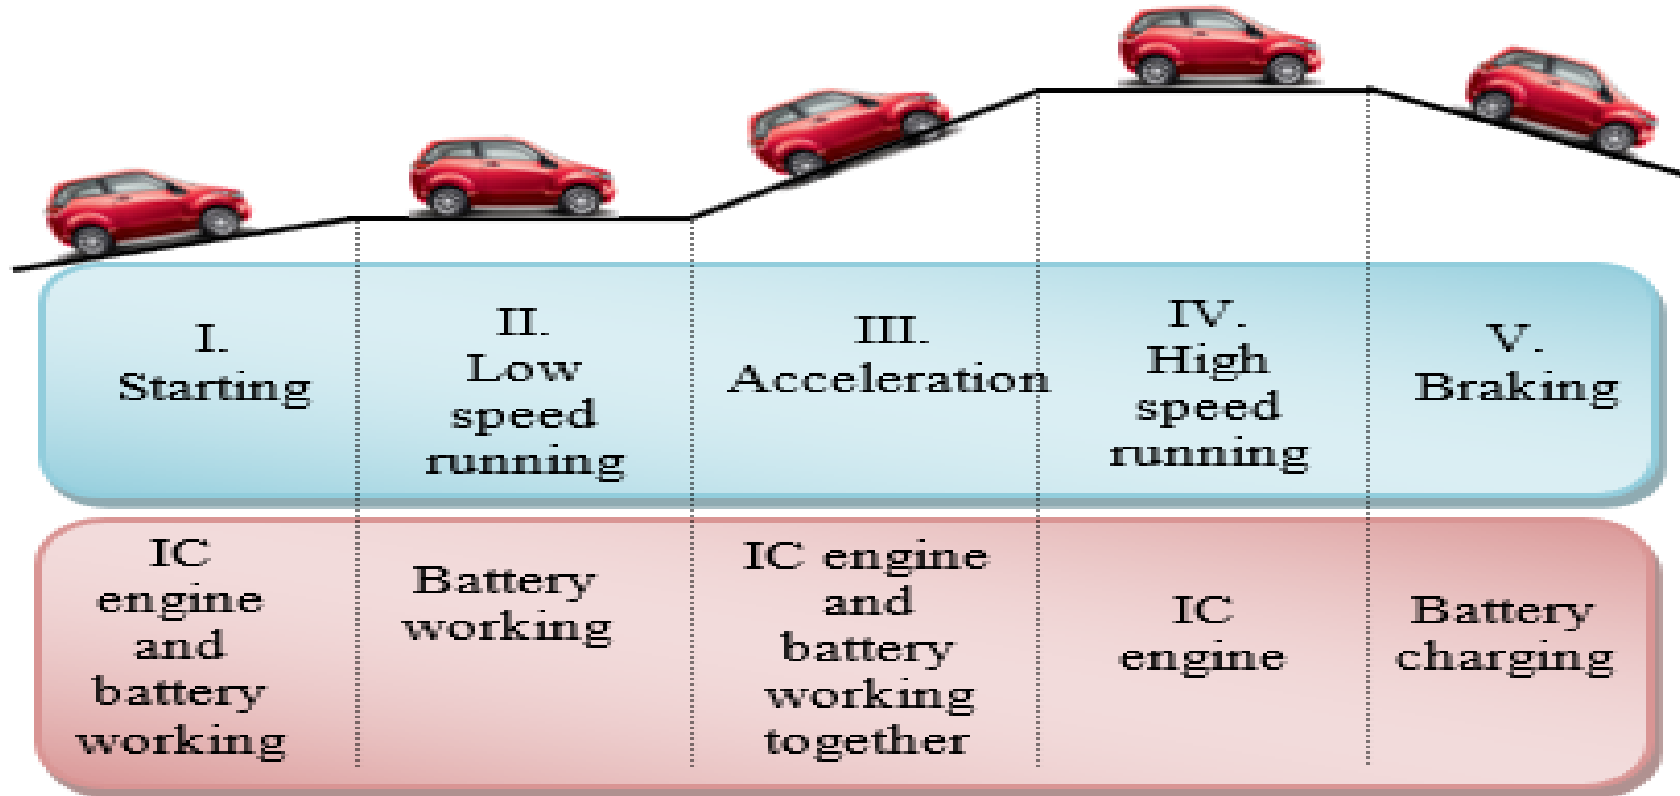 I.
Starting
II.
Low
speed
running
III.
Acceleration
IV.
High
speed
running
V.
Braking
IC
engine
and
battery
working
Battery
working
IC engine
and
battery
working
together
IC
engine
Battery
charging